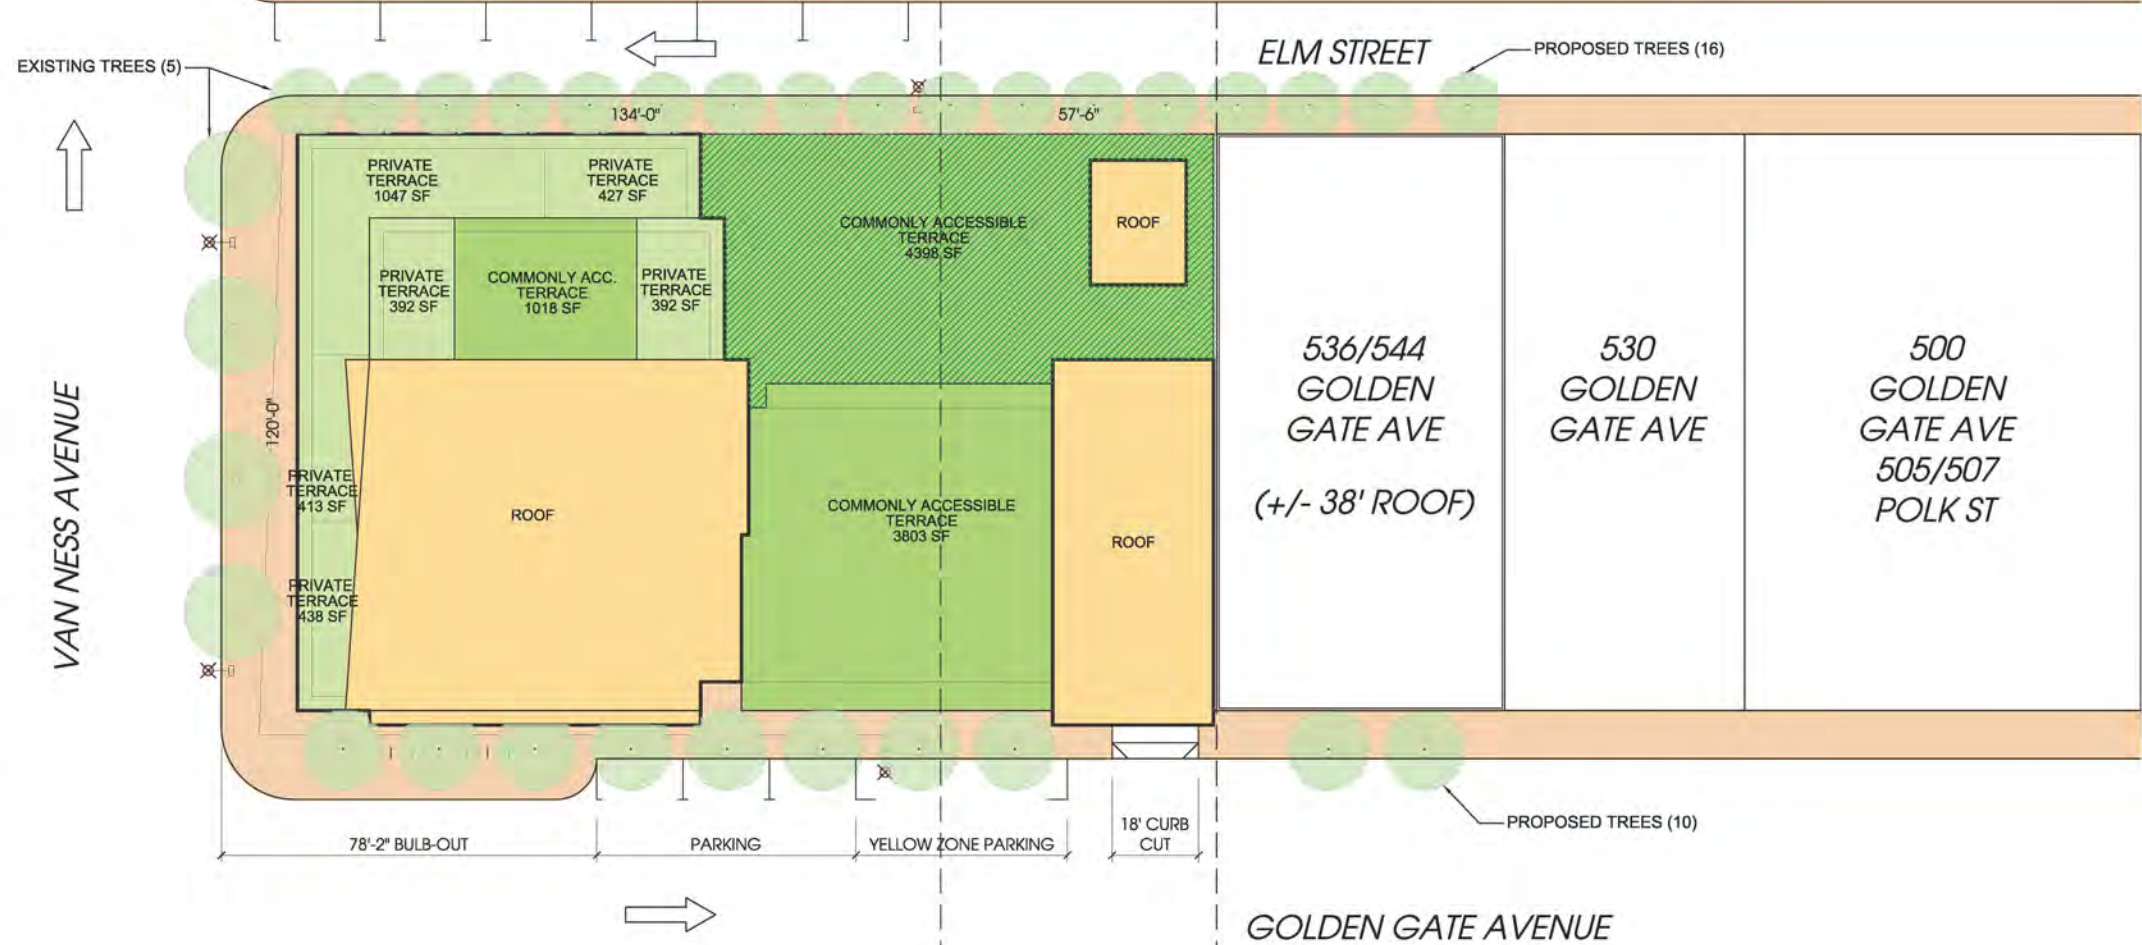 ELM STREET
PROPOSED TREES (16)
EXISTING TREES (5)
134'-0"
57'-6"
PRIVATE
TERRACE
1047 SF
PRIVATE
TERRACE
427 SF
COMMONLY ACCESSIBLE
TERRACE
4398 SF
ROOF
PRIVATE
TERRACE
392 SF
COMMONLY ACC.
TERRACE
1018 SF
PRIVATE
TERRACE
392 SF
536/544
GOLDEN
GATE AVE
(+/- 38' ROOF)
530
GOLDEN
GATE AVE
500
GOLDEN
GATE AVE
505/507
POLK ST
VAN NESS AVENUE
120'-0"
PRIVATE
TERRACE
413 SF
ROOF
COMMONLY ACCESSIBLE
TERRACE
3803 SF
ROOF
PRIVATE
TERRACE
438 SF
PROPOSED TREES (10)
78'-2" BULB-OUT
PARKING
YELLOW ZONE PARKING
18' CURB
CUT
GOLDEN GATE AVENUE